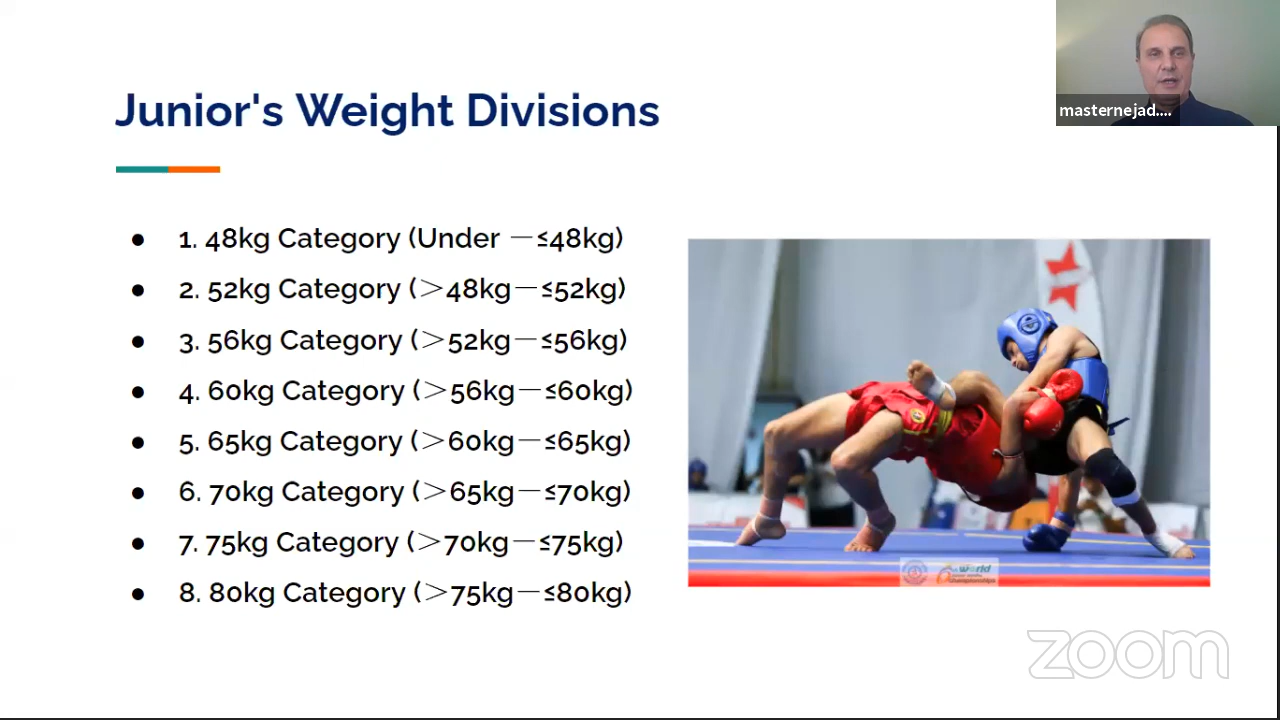 masternejad....
Junior's Weight Divisions
● 1. 48kg Category (Under －≤48kg)
● 2. 52kg Category (＞48kg－≤52kg)
● 3. 56kg Category (＞52kg－≤56kg)
● 4. 60kg Category (＞56kg－≤60kg)
● 5. 65kg Category (＞60kg－≤65kg)
● 6. 70kg Category (＞65kg－≤70kg)
● 7. 75kg Category (＞70kg－≤75kg)
● 8. 80kg Category (＞75kg－≤80kg)
World
Championships
zoom